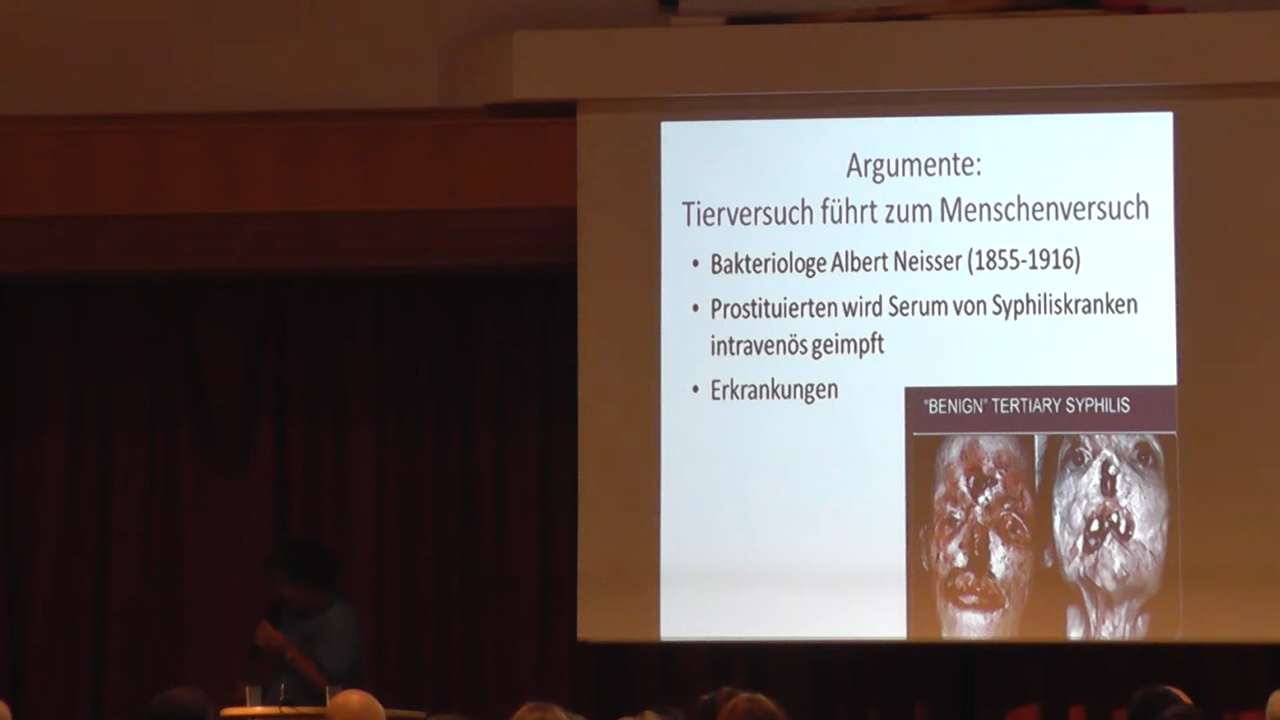 Argumente:
Tierversuch führt zum Menschenversuch
• Bakteriologe Albert Neisser (1855-1916)
• Prostituierten wird Serum von Syphiliskranken
intravenös geimpft
• Erkrankungen
"BENIGN" TERTIARY SYPHILIS